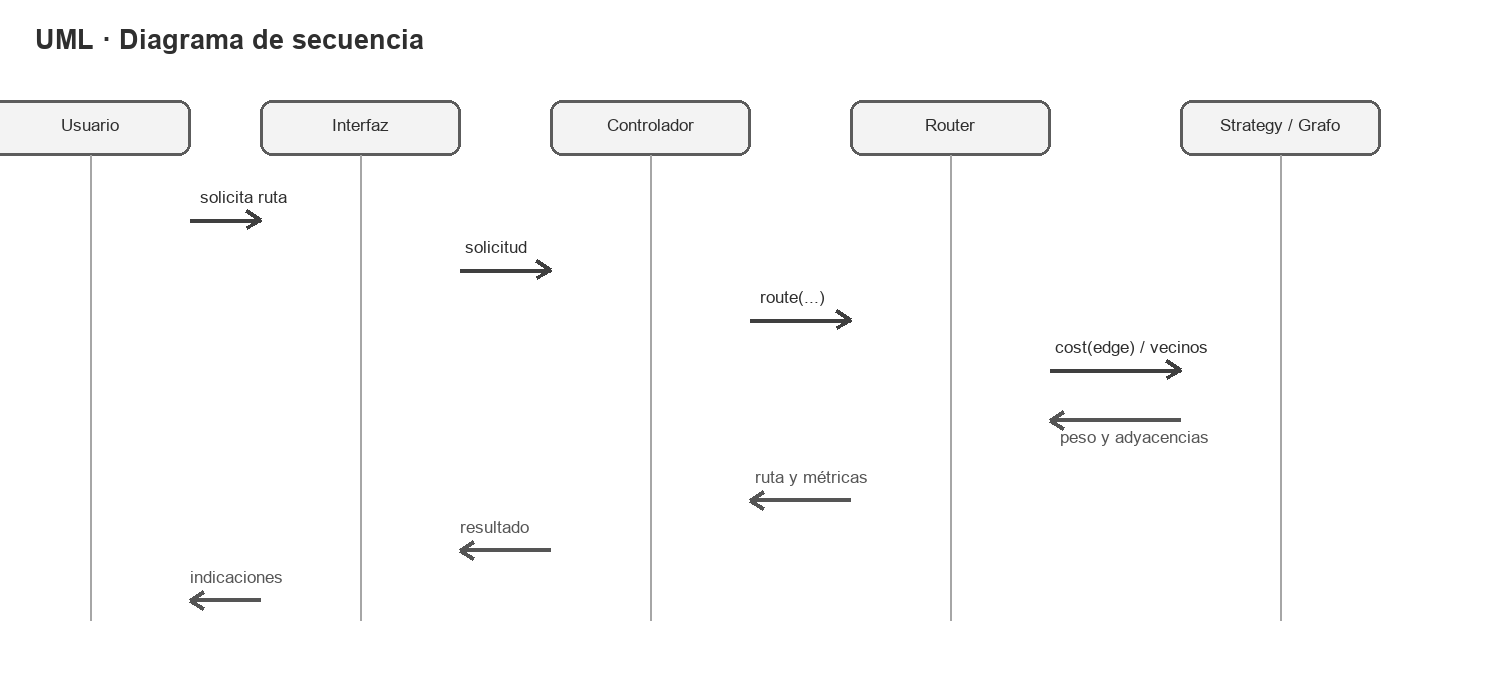 UML · Diagrama de secuencia
Usuario
Interfaz
Controlador
Router
Strategy / Grafo
solicita ruta
solicitud
route(...)
cost(edge) / vecinos
peso y adyacencias
ruta y métricas
resultado
indicaciones